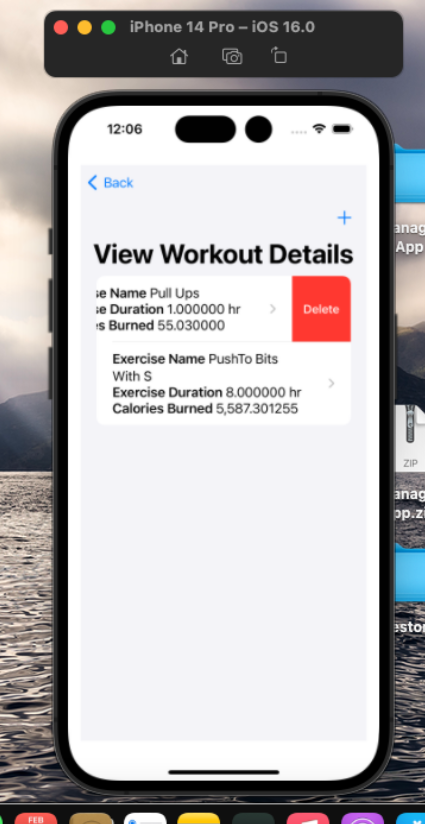 iPhone 14 Pro – iOS 16.0
12:06
Back
+
View Workout Details
se Name Pull Ups
se Duration 1.000000 hr
s Burned 55.030000
Delete
Exercise Name PushTo Bits
With S
Exercise Duration 8.000000 hr
Calories Burned 5,587.301255
anag
App
ZIP
anag
pp.zi
estor
FEB